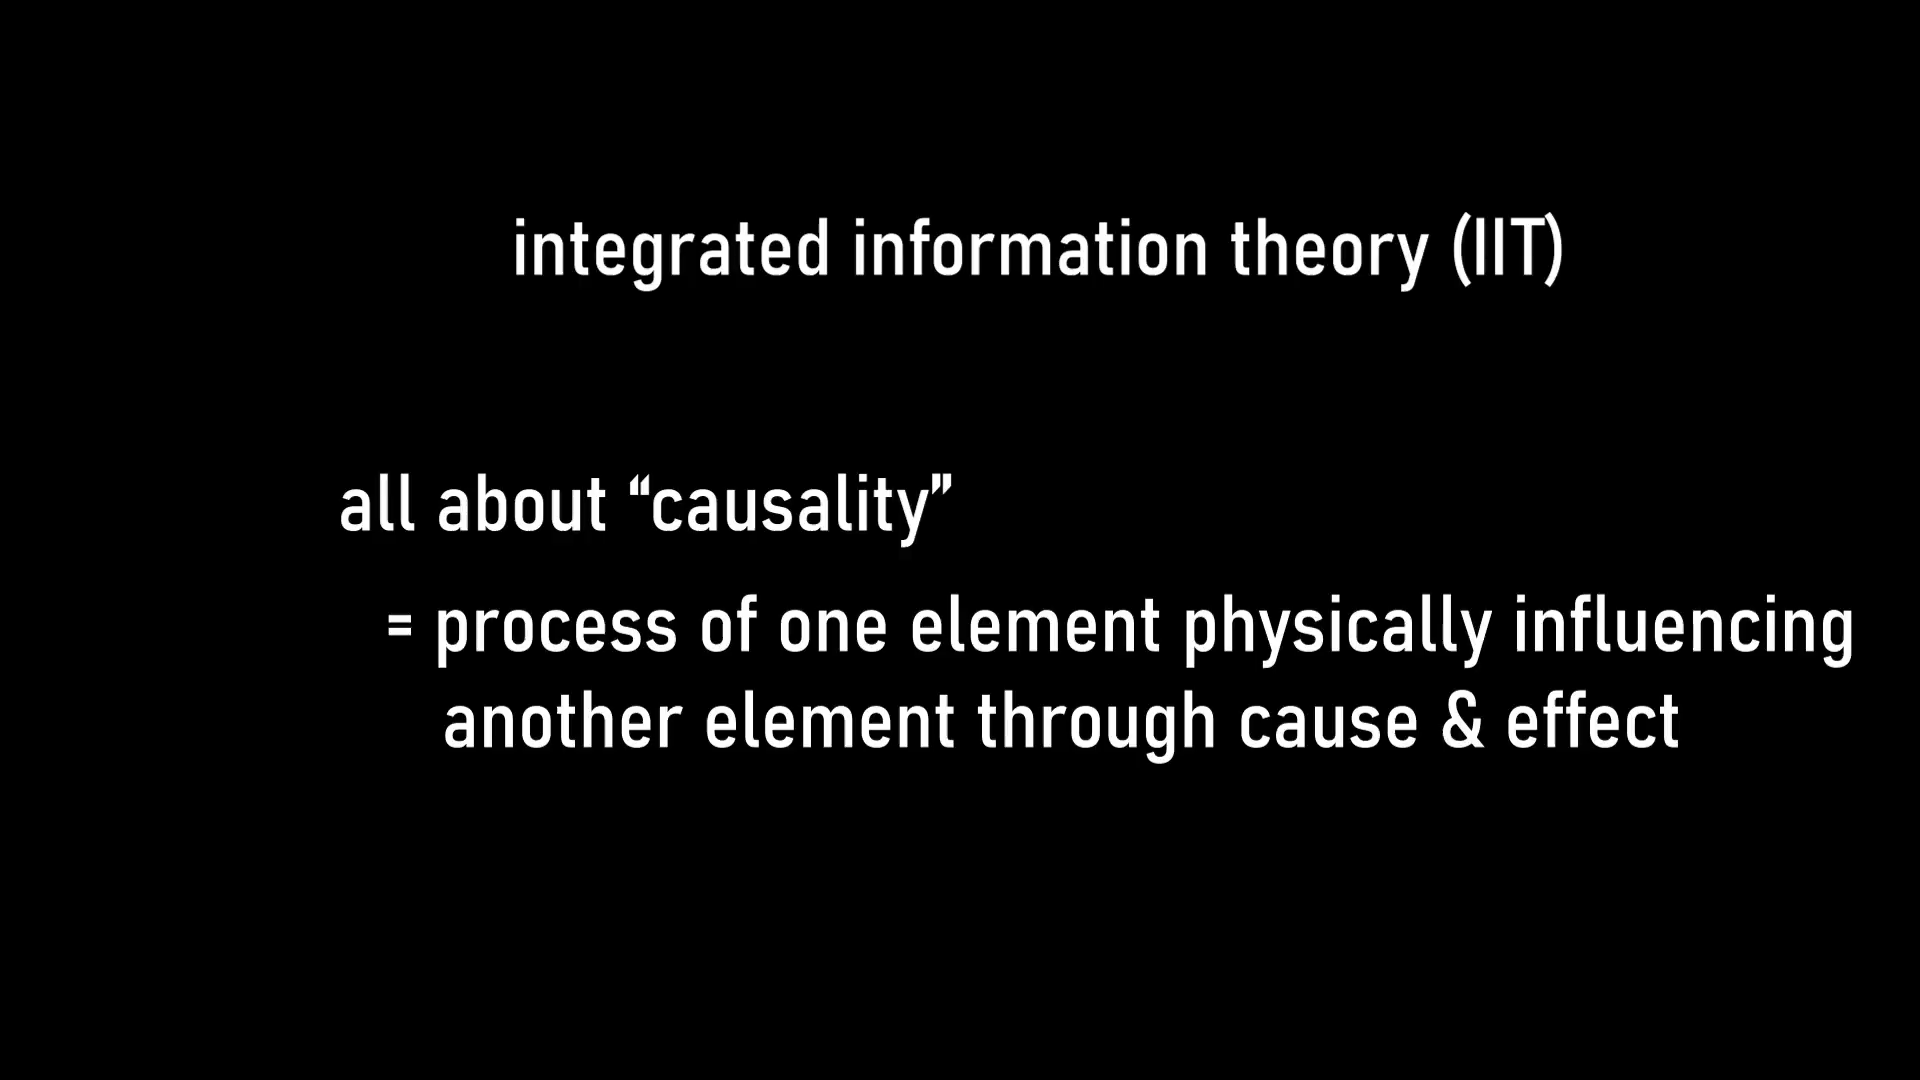 integrated information theory (IIT)
all about “causality”
= process of one element physically influencing
another element through cause & effect